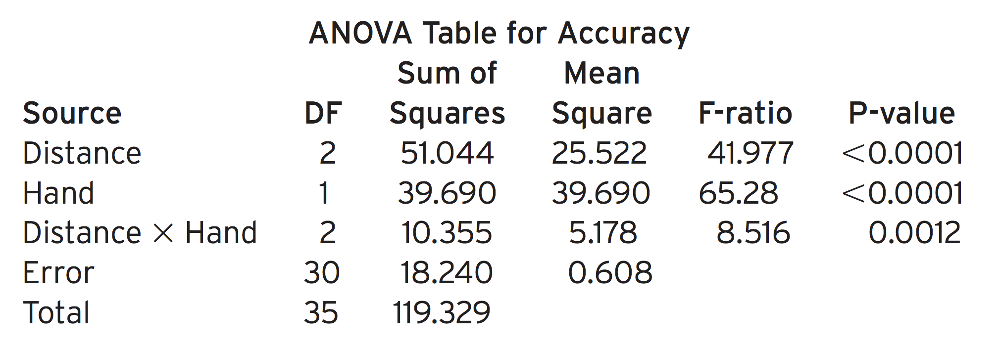 ANOVA Table for Accuracy
Sum of Mean
Source DF Squares Square F-ratio P-value
Distance 2 51.044 25.522 41.977 <0.0001
Hand 1 39.690 39.690 65.28 <0.0001
Distance × Hand 2 10.355 5.178 8.516 0.0012
Error 30 18.240 0.608
Total 35 119.329